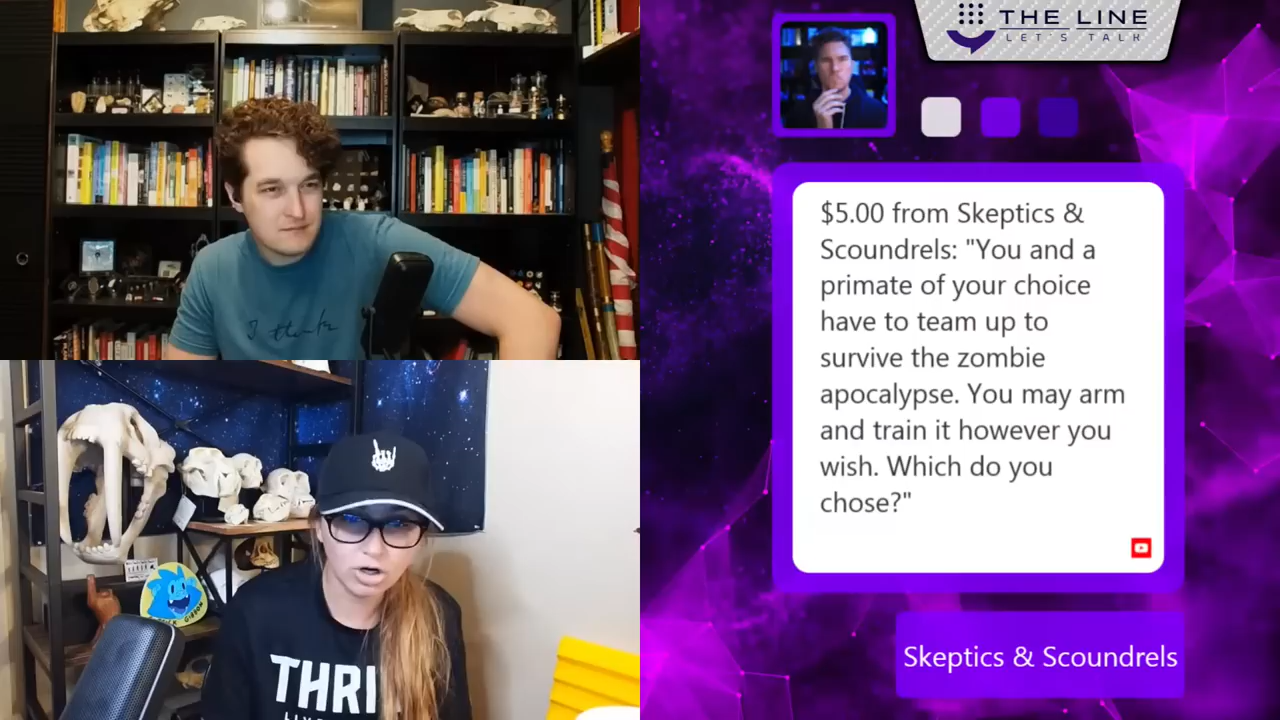 THE LINE
LET'S TALK
$5.00 from Skeptics &
Scoundrels: "You and a
primate of your choice
have to team up to
survive the zombie
apocalypse. You may arm
and train it however you
wish. Which do you
chose?"
Skeptics & Scoundrels
I think
THRI